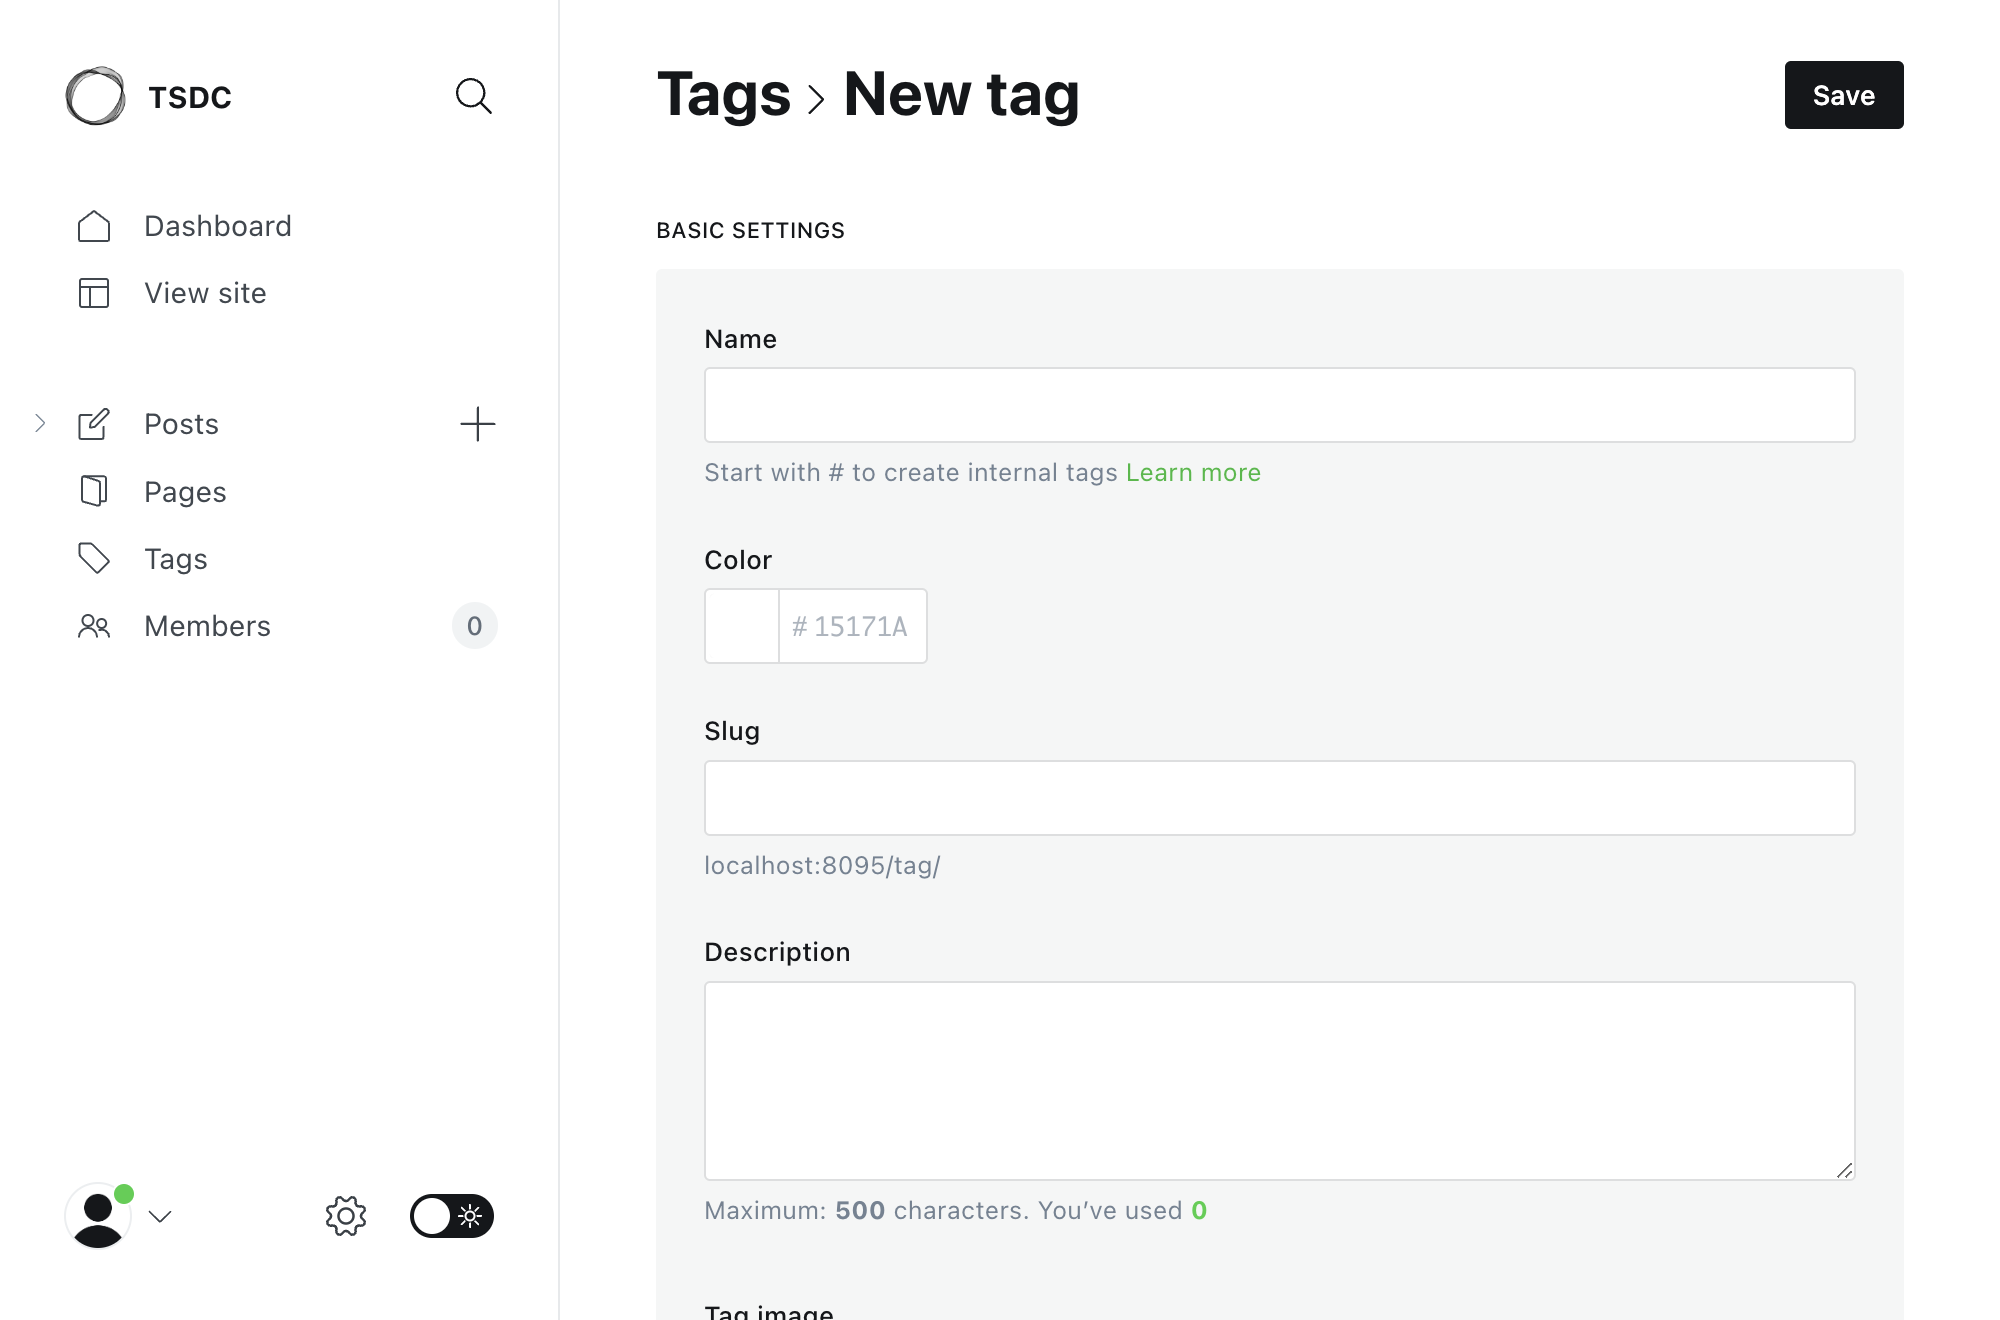 TSDC
Dashboard
View site
Posts
Pages
Tags
Members
0
Tags > New tag
Save
BASIC SETTINGS
Name
Start with # to create internal tags Learn more
Color
# 15171A
Slug
localhost:8095/tag/
Description
Maximum: 500 characters. You’ve used 0
Tag image